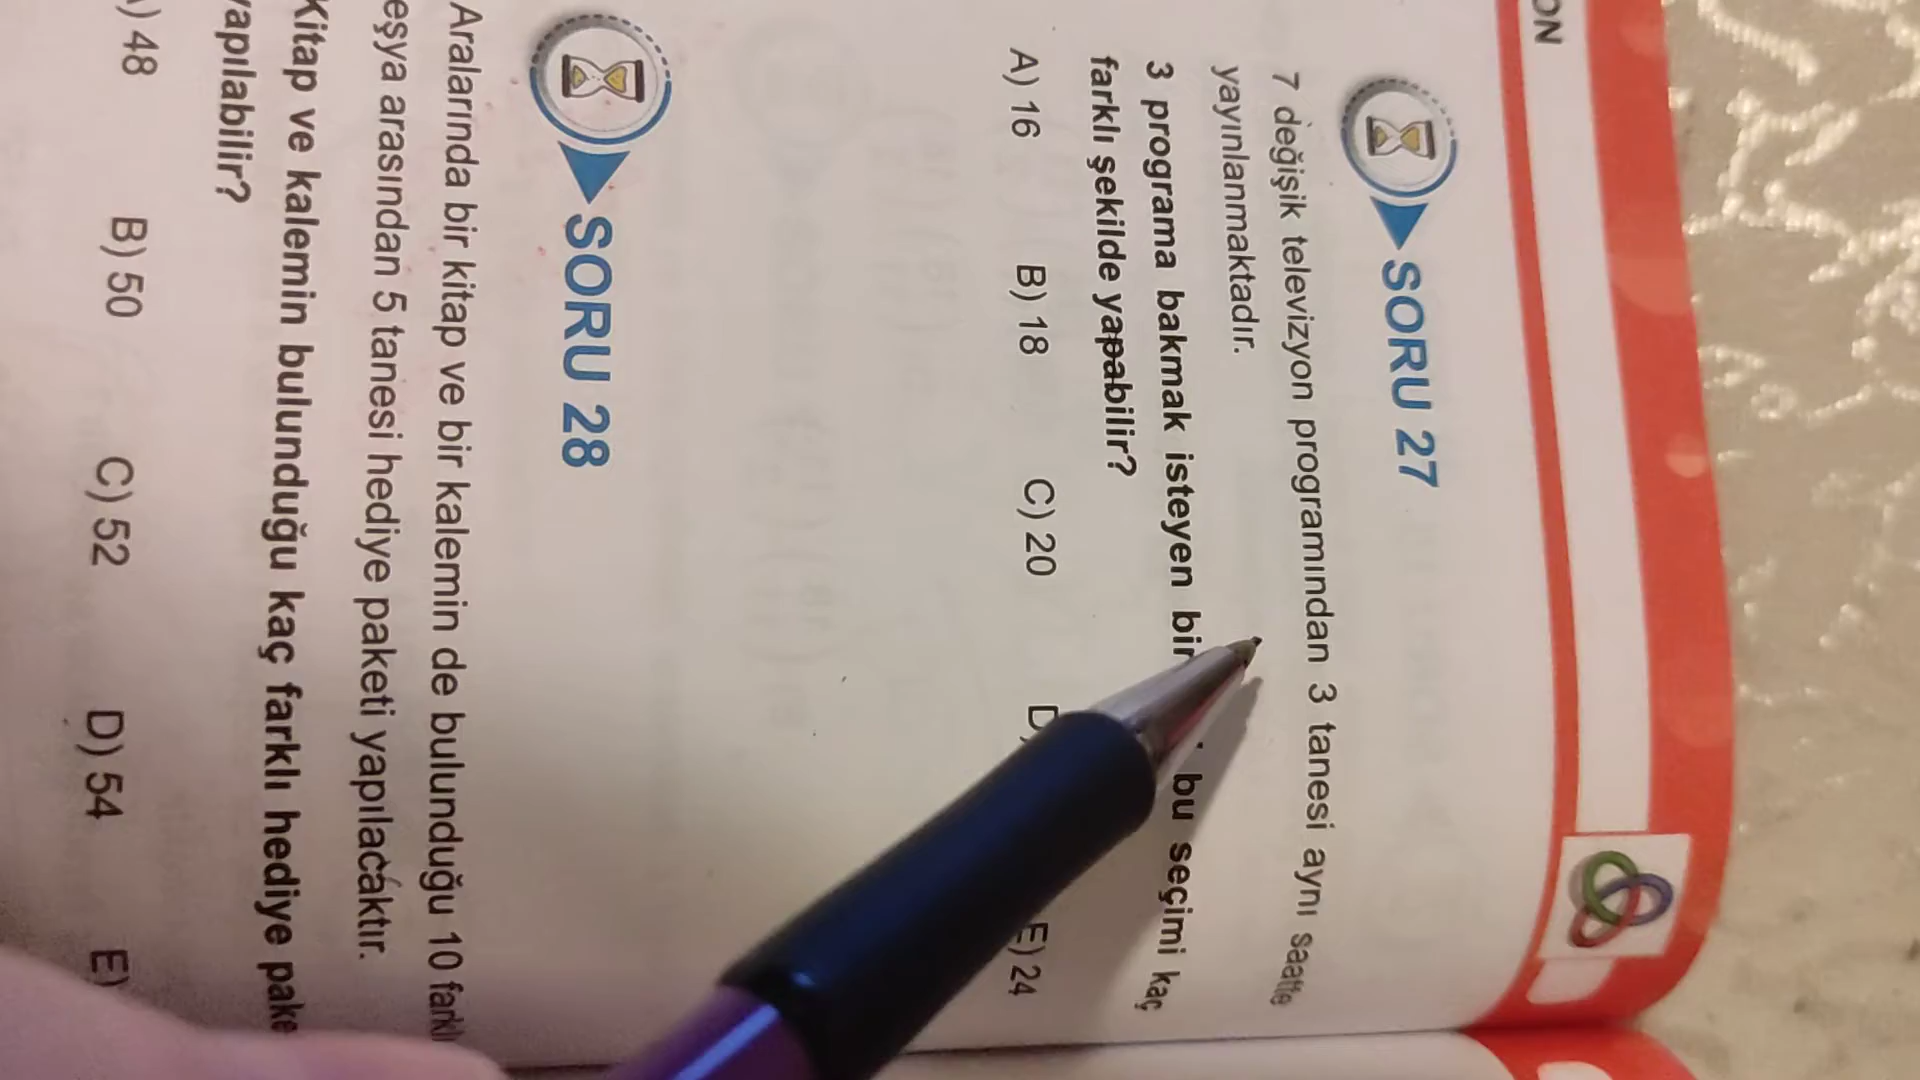 ON
SORU 27
7 değişik televizyon programından 3 tanesi aynı saatte
yayınlanmaktadır.
3 programa bakmak isteyen bir bu seçimi kaç
farklı şekilde yapabilir?
A) 16 B) 18 C) 20 D) E) 24
SORU 28
Aralarında bir kitap ve bir kalemin de bulunduğu 10 farklı
eşya arasından 5 tanesi hediye paketi yapılacaktır.
Kitap ve kalemin bulunduğu kaç farklı hediye pake
yapılabilir?
) 48 B) 50 C) 52 D) 54 E)